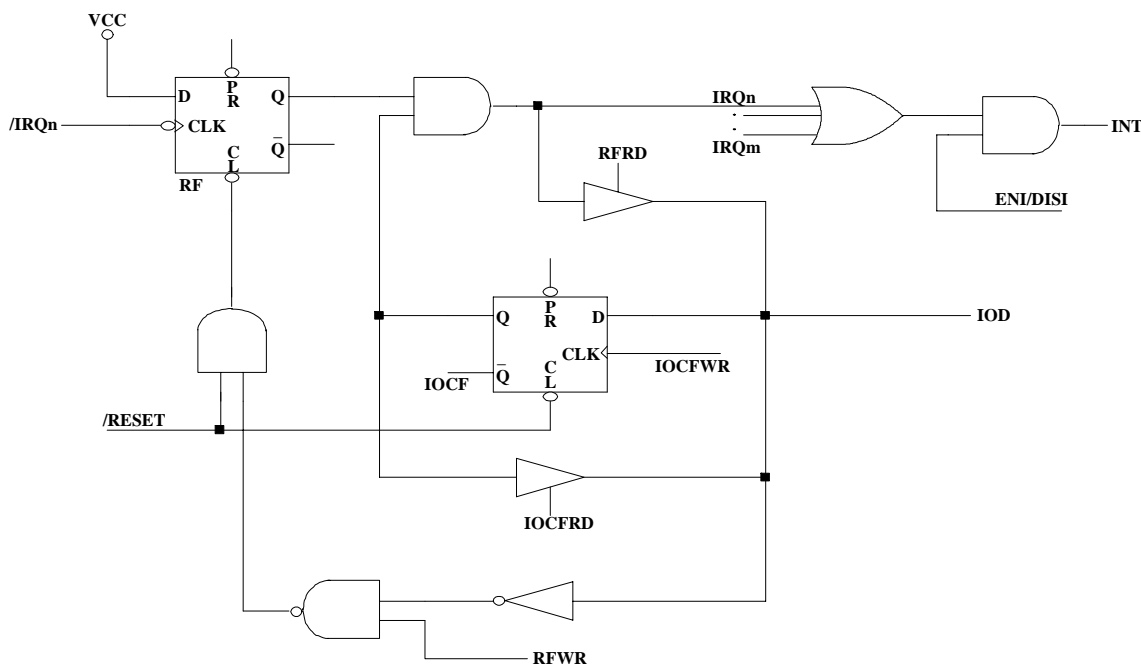 VCC
P
R
D
Q
/IRQn
CLK
Q
C
L
RF
IRQn
.
.
IRQm
INT
RFRD
ENI/DISI
P
R
Q
D
IOD
CLK
IOCFWR
IOCF
Q
C
L
/RESET
IOCFRD
RFWR